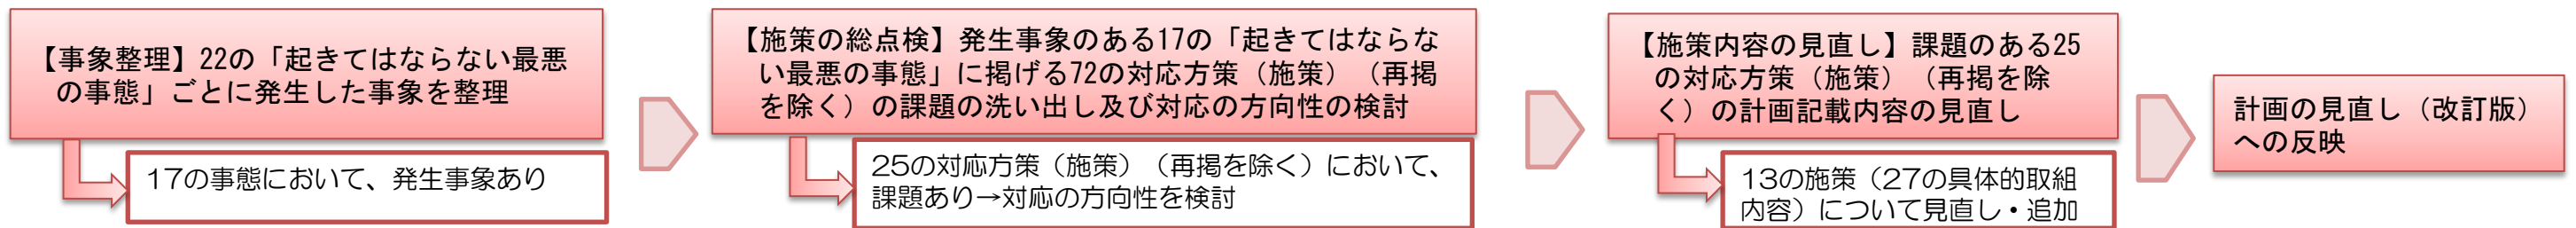 【事象整理】22の「起きてはならない最悪
の事態」ごとに発生した事象を整理
17の事態において、発生事象あり
【施策の総点検】発生事象のある17の「起きてはならな
い最悪の事態」に掲げる72の対応方策（施策）（再掲
を除く）の課題の洗い出し及び対応の方向性の検討
25の対応方策（施策）（再掲を除く）において、
課題あり→対応の方向性を検討
【施策内容の見直し】課題のある25
の対応方策（施策）（再掲を除
く）の計画記載内容の見直し
13の施策（27の具体的取組
内容）について見直し・追加
計画の見直し（改訂版）
への反映